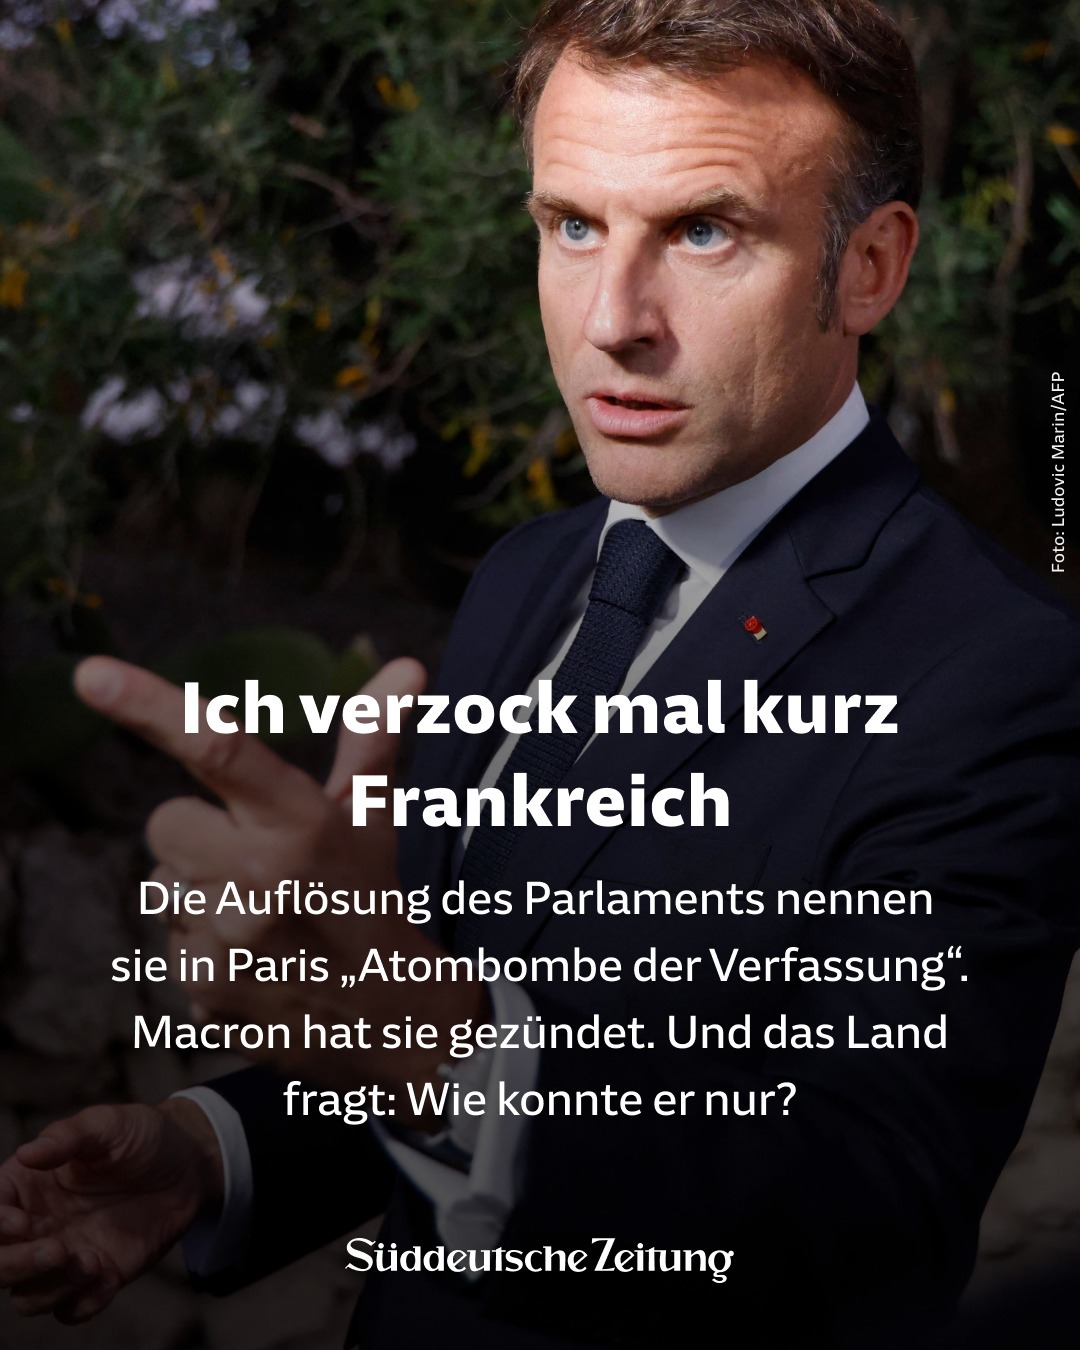 Foto: Ludovic Marin/AFP
Ich verzock mal kurz
Frankreich
Die Auflösung des Parlaments nennen
sie in Paris „Atombombe der Verfassung“.
Macron hat sie gezündet. Und das Land
fragt: Wie konnte er nur?
Süddeutsche Zeitung